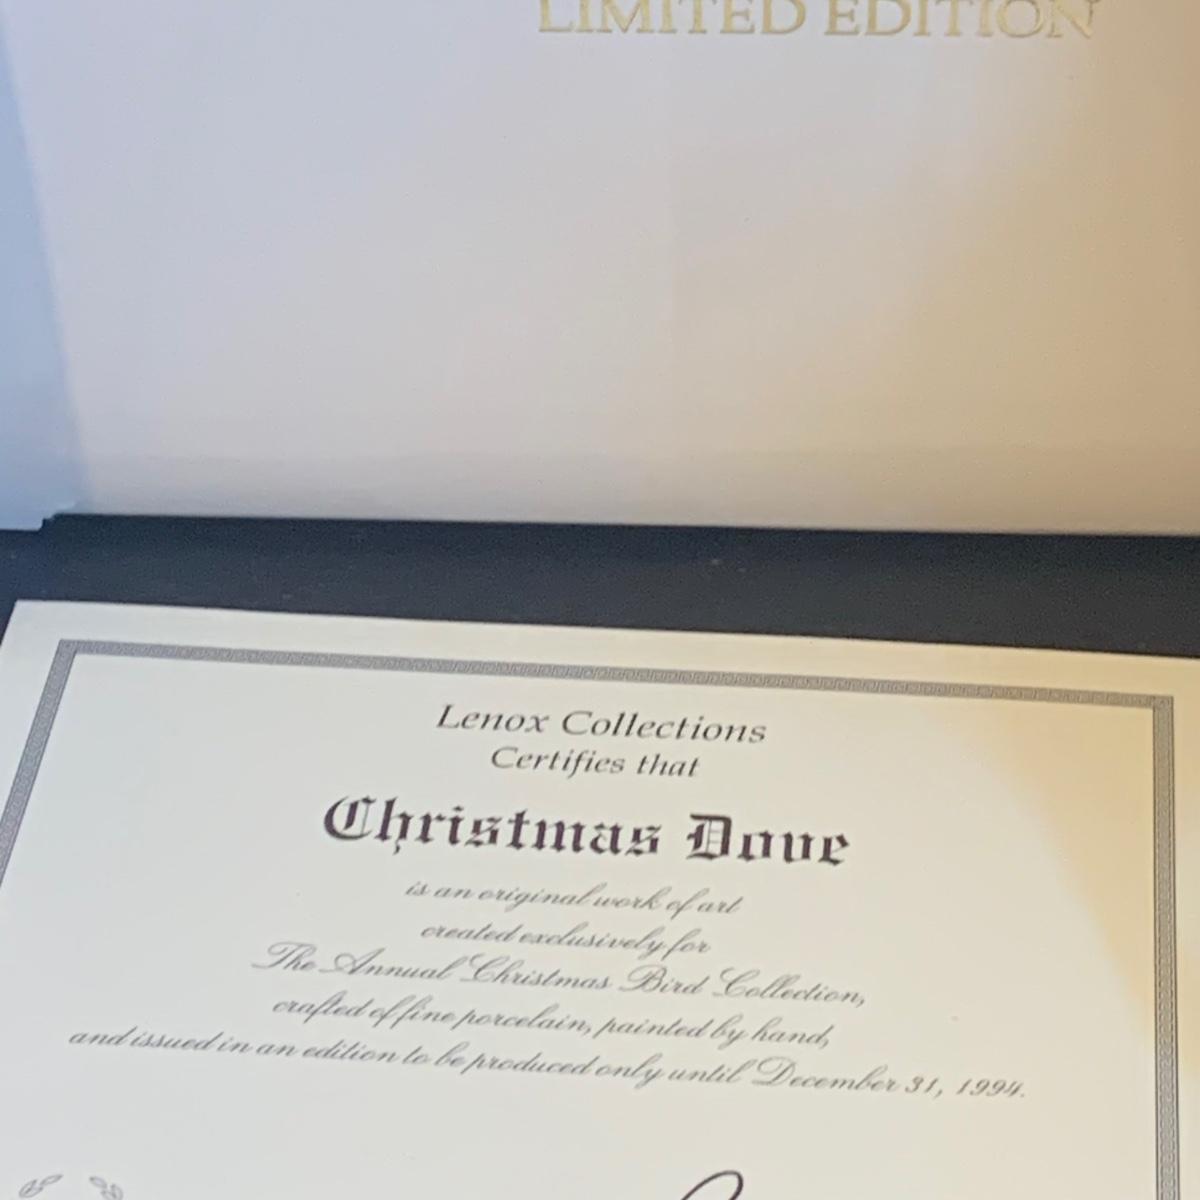 LIMITED EDITION
Lenox Collections
Certifies that
Christmas Dove
is an original work of art
created exclusively for
The Annual Christmas Bird Collection,
crafted of fine porcelain, painted by hand,
and issued in an edition to be produced only until December 31, 1994.